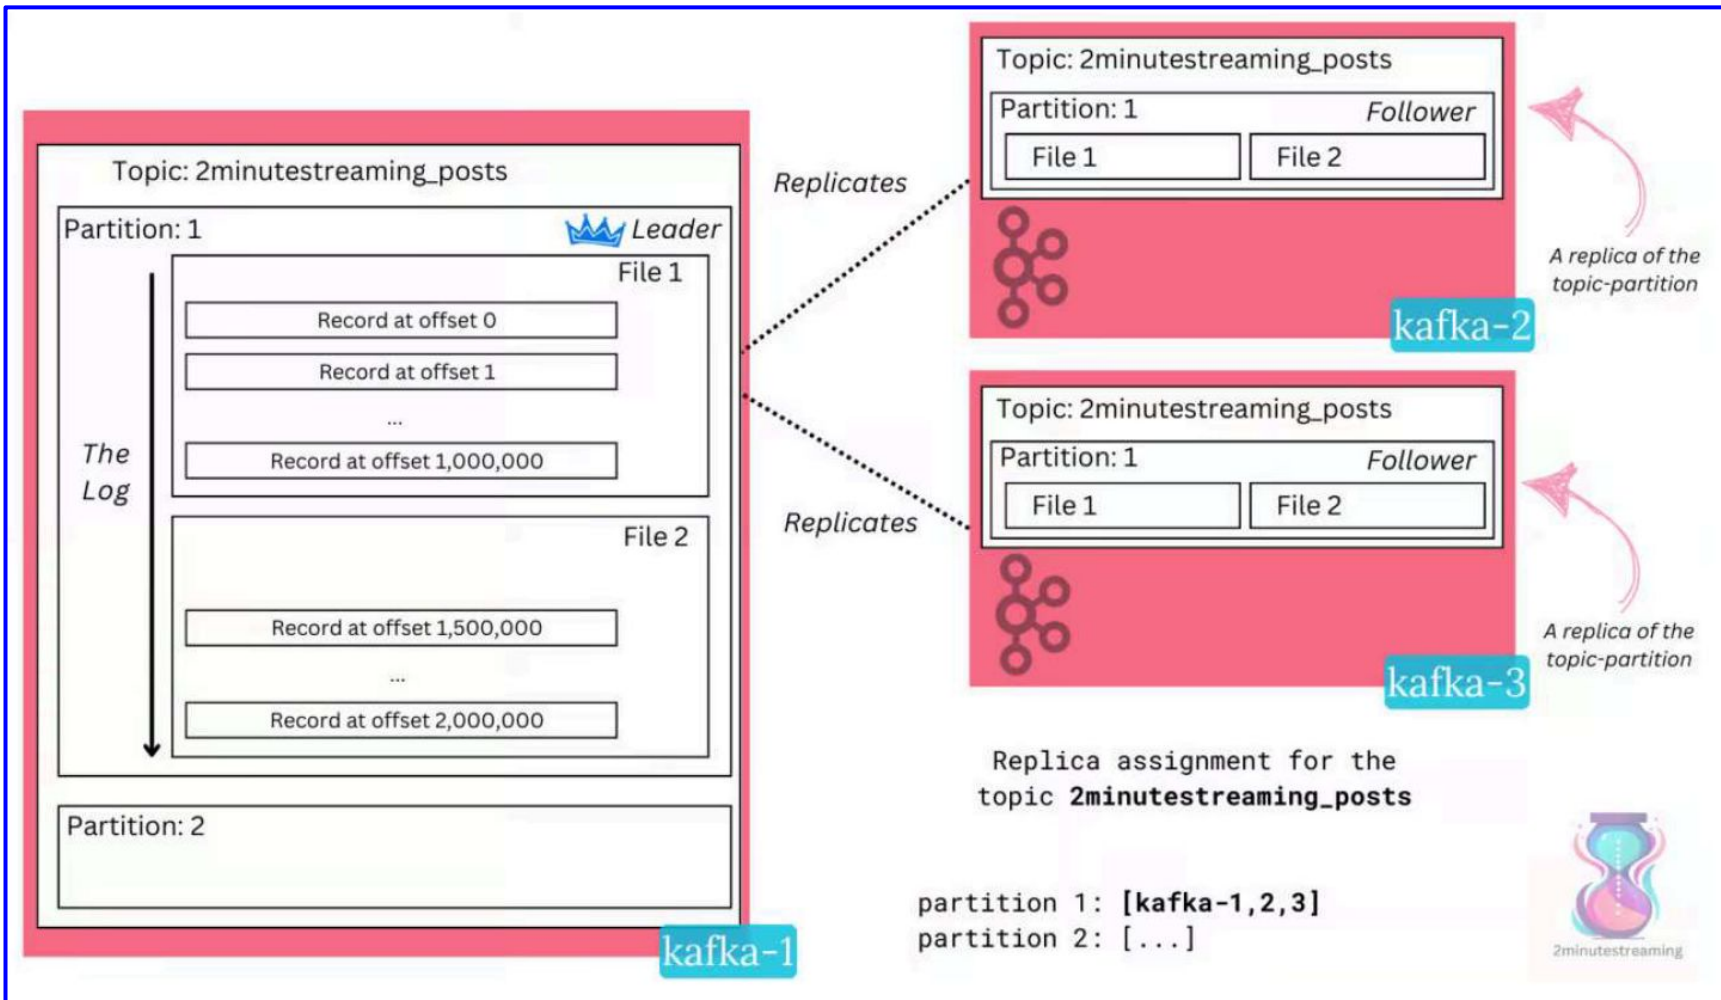 Topic: 2minutestreaming_posts
Partition: 1
Leader
File 1
Record at offset 0
Record at offset 1
...
Record at offset 1,000,000
The
Log
File 2
Record at offset 1,500,000
...
Record at offset 2,000,000
Partition: 2
kafka-1
Replicates
Replicates
Topic: 2minutestreaming_posts
Partition: 1
Follower
File 1
File 2
kafka-2
A replica of the
topic-partition
Topic: 2minutestreaming_posts
Partition: 1
Follower
File 1
File 2
kafka-3
A replica of the
topic-partition
Replica assignment for the
topic 2minutestreaming_posts
partition 1: [kafka-1,2,3]
partition 2: [...]
2minutestreaming